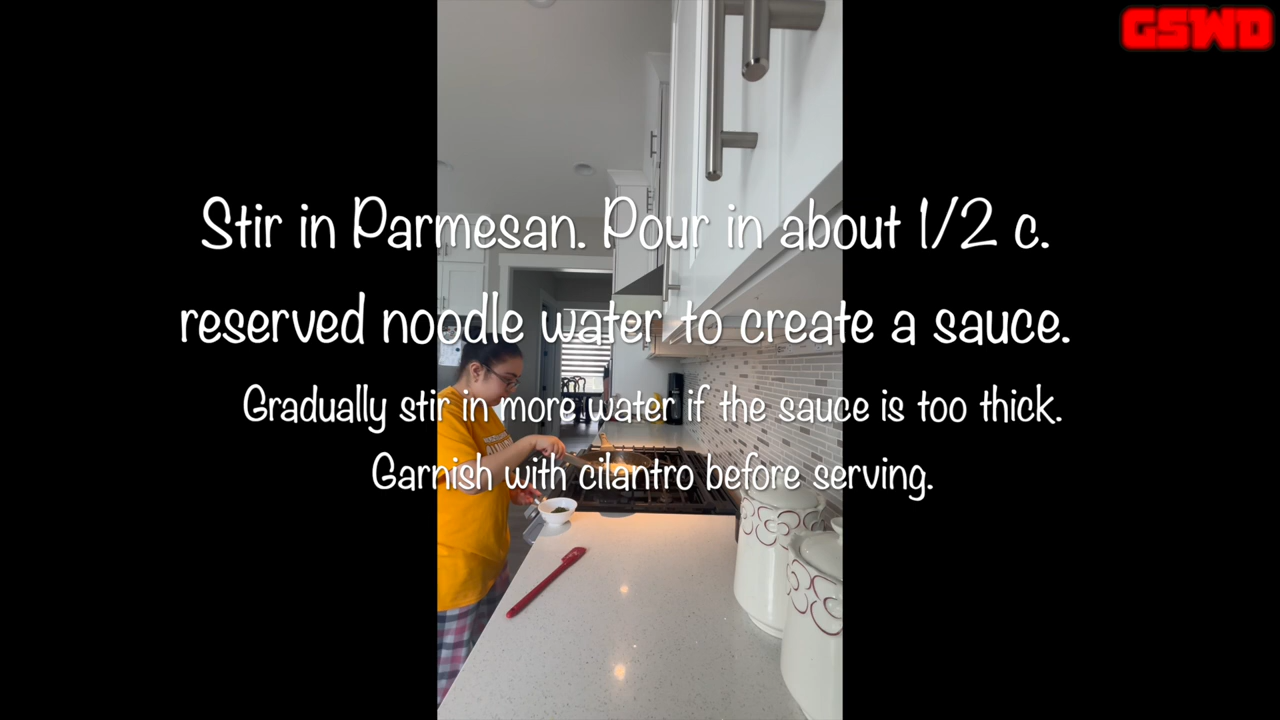 GSWD
Stir in Parmesan. Pour in about 1/2 c.
reserved noodle water to create a sauce.
Gradually stir in more water if the sauce is too thick.
Garnish with cilantro before serving.